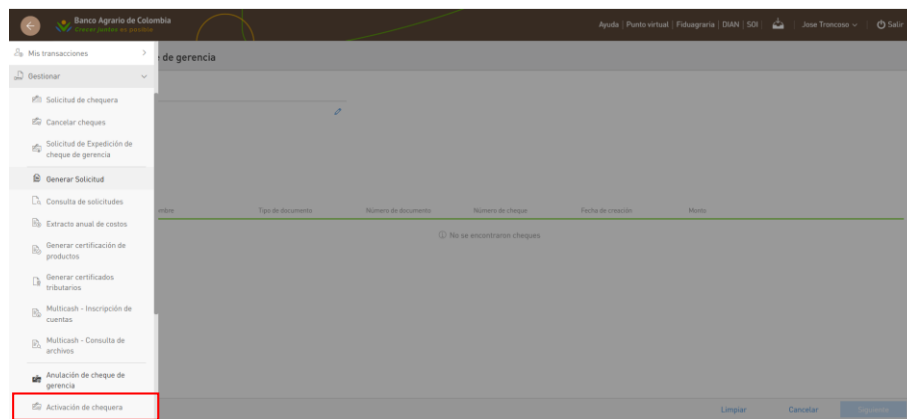 Banco Agrario de Colombia
Crecer juntos es posible
Ayuda | Punto virtual | Fiduagraria | DIAN | SOI
Jose Troncoso
Salir
Mis transacciones
de gerencia
Gestionar
Solicitud de chequera
Cancelar cheques
Solicitud de Expedición de
cheque de gerencia
Generar Solicitud
Consulta de solicitudes
Tipo de documento
Número de documento
Número de cheque
Fecha de creación
Monto
Extracto anual de costos
No se encontraron cheques
Generar certificación de
productos
Generar certificados
tributarios
Multicash - Inscripción de
cuentas
Multicash - Consulta de
archivos
Anulación de cheque de
gerencia
Activación de chequera
Limpiar
Cancelar
Siguiente